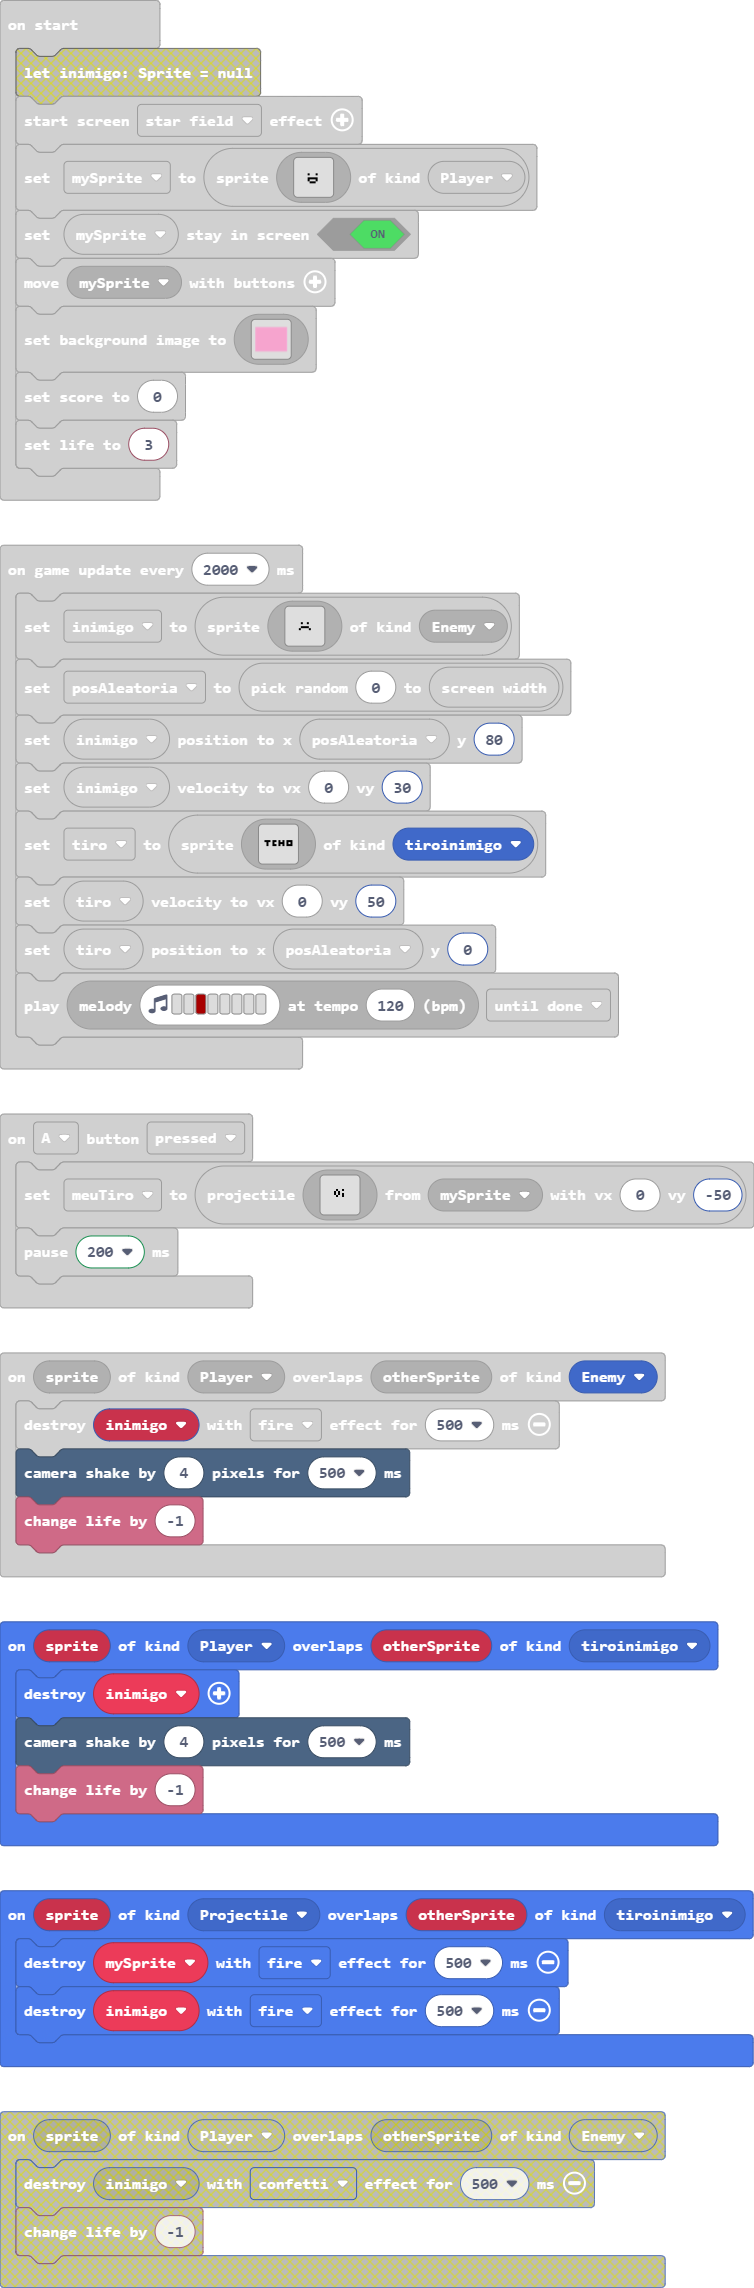 on start
let inimigo: Sprite = null
start screen star field effect
set mySprite to sprite of kind Player
set mySprite stay in screen ON
move mySprite with buttons
set background image to
set score to 0
set life to 3
on game update every 2000 ms
set inimigo to sprite of kind Enemy
set posAleatoria to pick random 0 to screen width
set inimigo position to x posAleatoria y 80
set inimigo velocity to vx 0 vy 30
set tiro to sprite TCHO of kind tiroinimigo
set tiro velocity to vx 0 vy 50
set tiro position to x posAleatoria y 0
play melody at tempo 120 (bpm) until done
on A button pressed
set meuTiro to projectile Oi from mySprite with vx 0 vy -50
pause 200 ms
on sprite of kind Player overlaps otherSprite of kind Enemy
destroy inimigo with fire effect for 500 ms
camera shake by 4 pixels for 500 ms
change life by -1
on sprite of kind Player overlaps otherSprite of kind tiroinimigo
destroy inimigo
camera shake by 4 pixels for 500 ms
change life by -1
on sprite of kind Projectile overlaps otherSprite of kind tiroinimigo
destroy mySprite with fire effect for 500 ms
destroy inimigo with fire effect for 500 ms
on sprite of kind Player overlaps otherSprite of kind Enemy
destroy inimigo with confetti effect for 500 ms
change life by -1